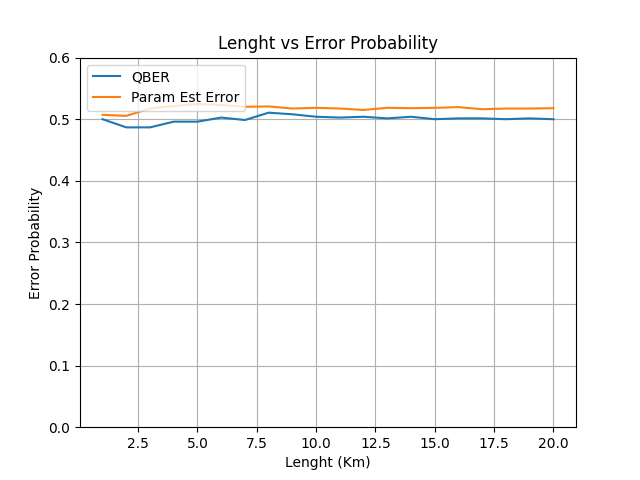 Lenght vs Error Probability
QBER
Param Est Error
Error Probability
0.6
0.5
0.4
0.3
0.2
0.1
0.0
2.5 5.0 7.5 10.0 12.5 15.0 17.5 20.0
Lenght (Km)